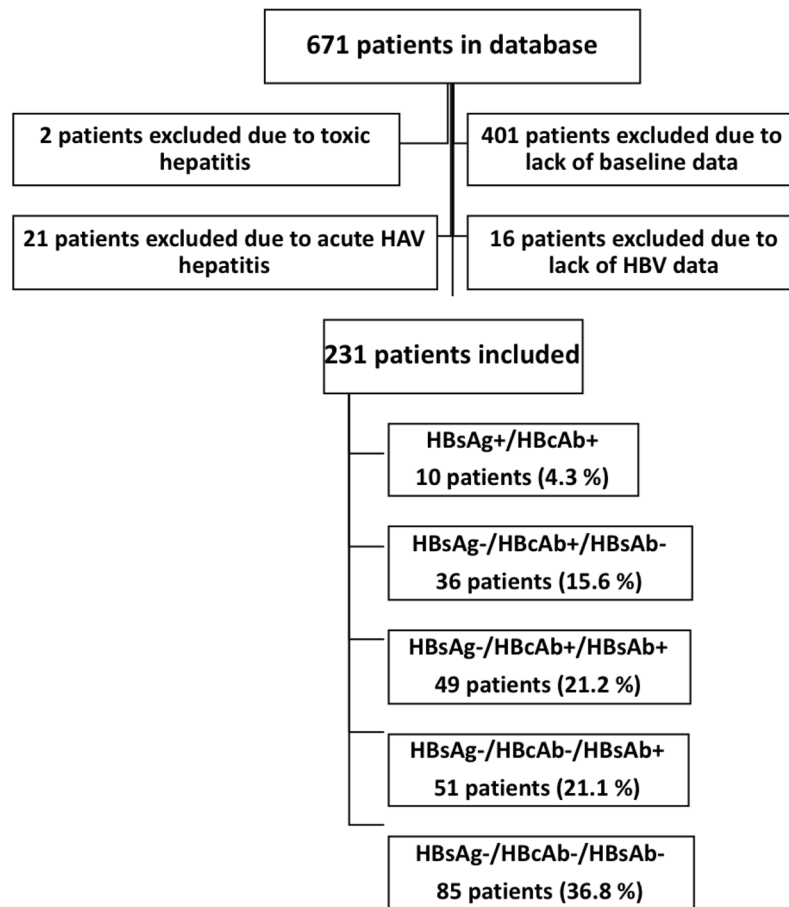 671 patients in database
2 patients excluded due to toxic
hepatitis
401 patients excluded due to
lack of baseline data
21 patients excluded due to acute HAV
hepatitis
16 patients excluded due to
lack of HBV data
231 patients included
HBsAg+/HBcAb+
10 patients (4.3 %)
HBsAg-/HBcAb+/HBsAb-
36 patients (15.6 %)
HBsAg-/HBcAb+/HBsAb+
49 patients (21.2 %)
HBsAg-/HBcAb-/HBsAb+
51 patients (21.1 %)
HBsAg-/HBcAb-/HBsAb-
85 patients (36.8 %)